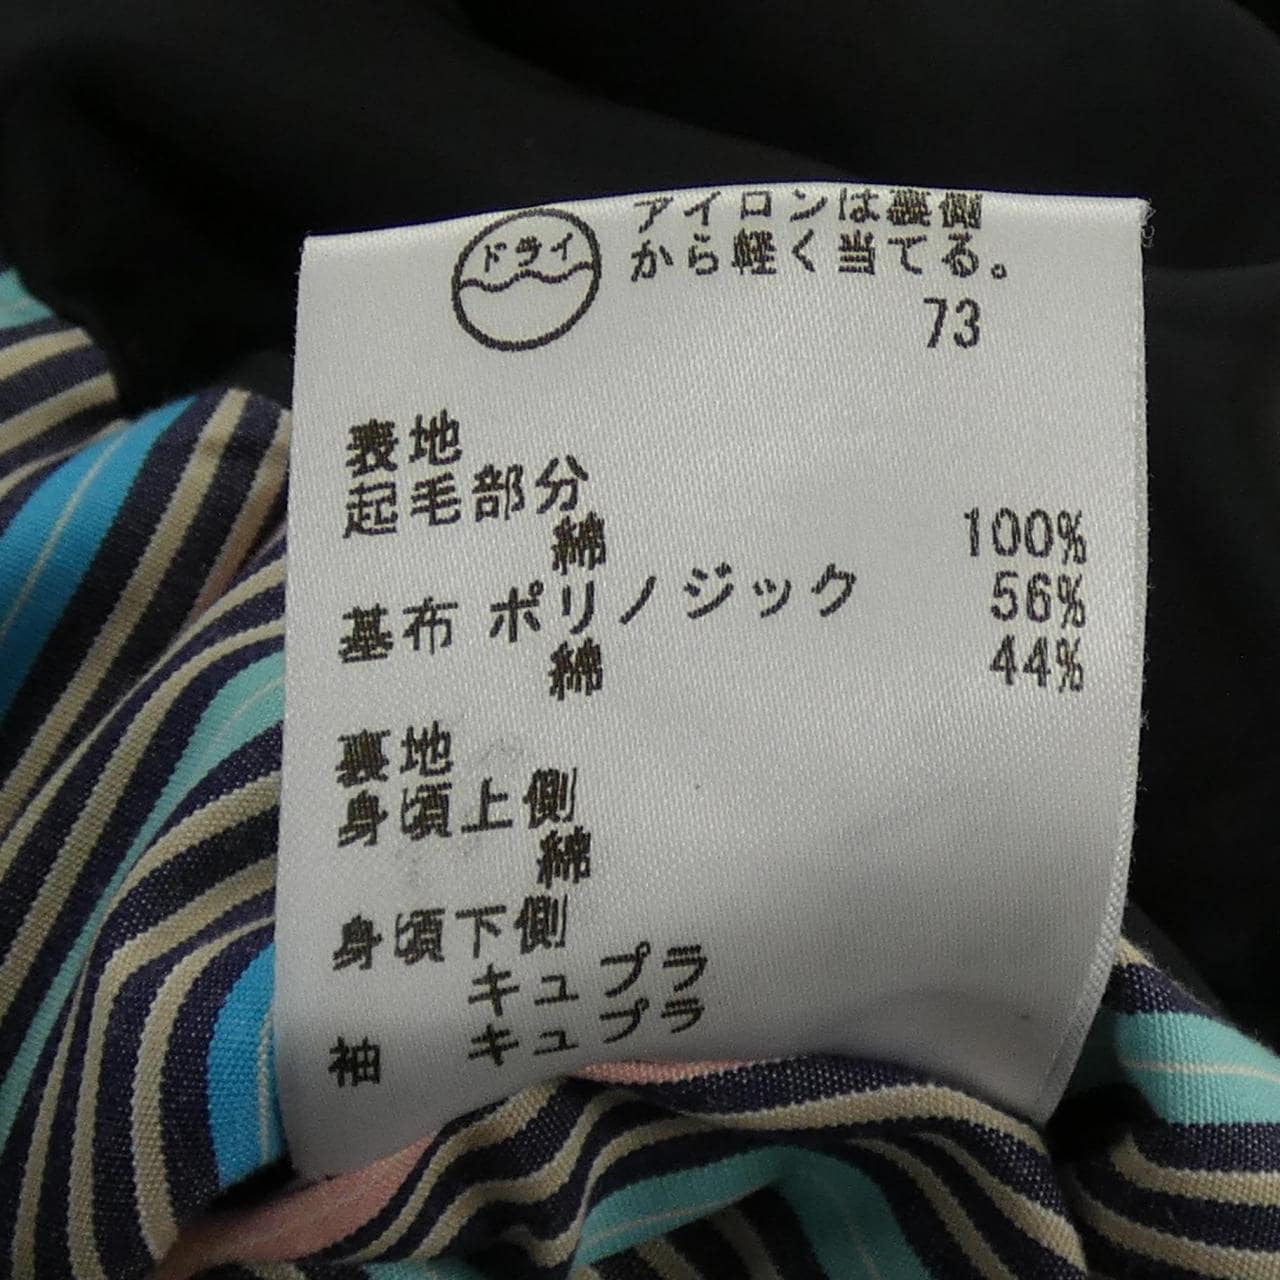 ドライ
アイロンは裏側
から軽く当てる。
73
表地
起毛部分
綿 100%
基布 ポリノジック 56%
綿 44%
裏地
身頃上側
綿
身頃下側
キュプラ
袖 キュプラ